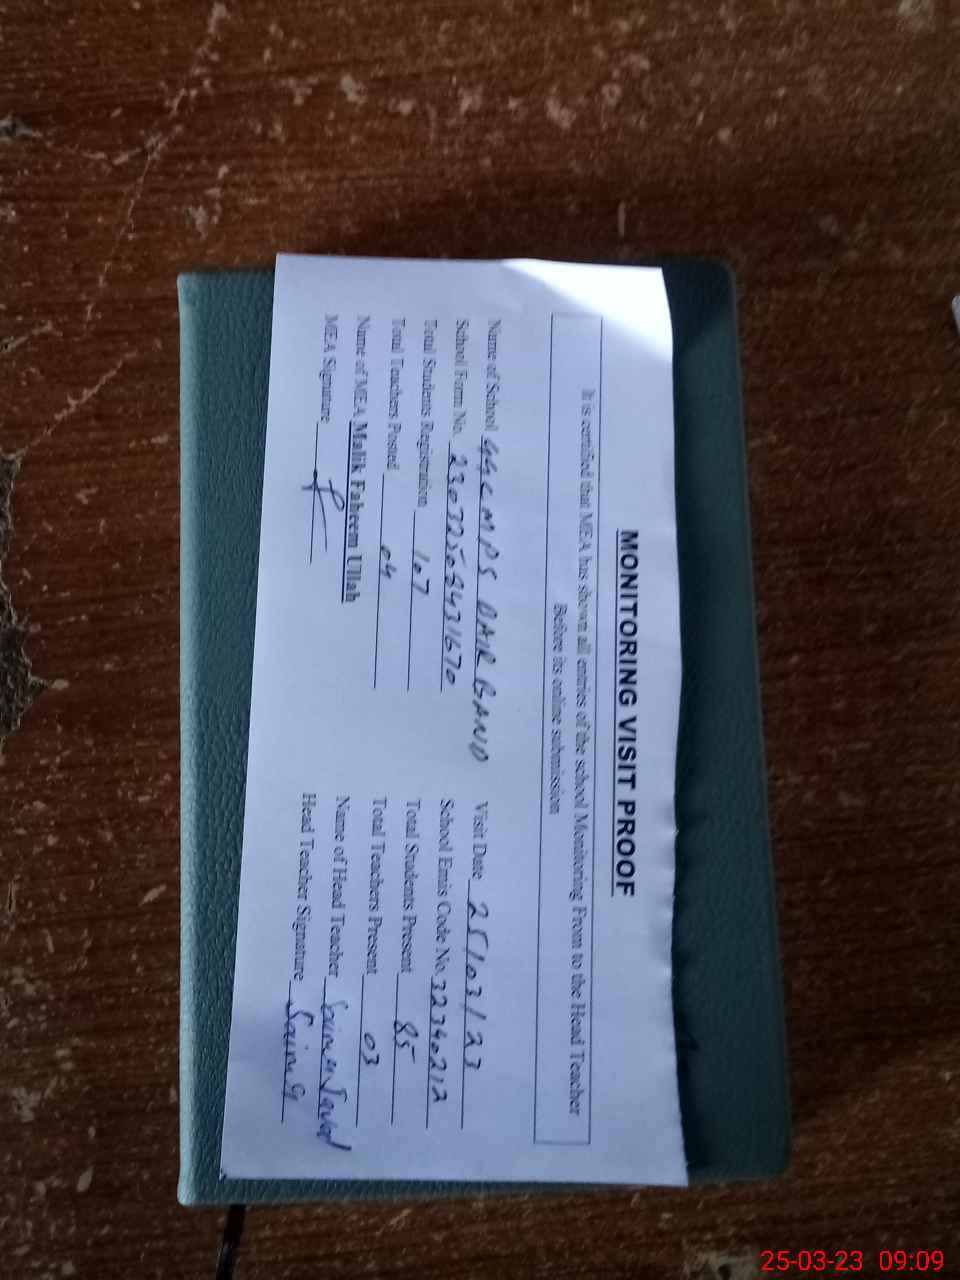 MONITORING VISIT PROOF
It is certified that MEA has shown all entries of the school Monitoring From to the Head Teacher
Before its online submission
Name of School GGCMPS DAIR BAND Visit Date 25/03/23
School Form No. School Emis Code No. 32340212
Total Students Registration 107 Total Students Present 85
Total Teachers Posted 04 Total Teachers Present 03
Name of MEA Malik Faheem Ullah Name of Head Teacher
MEA Signature Head Teacher Signature
25-03-23 09:09